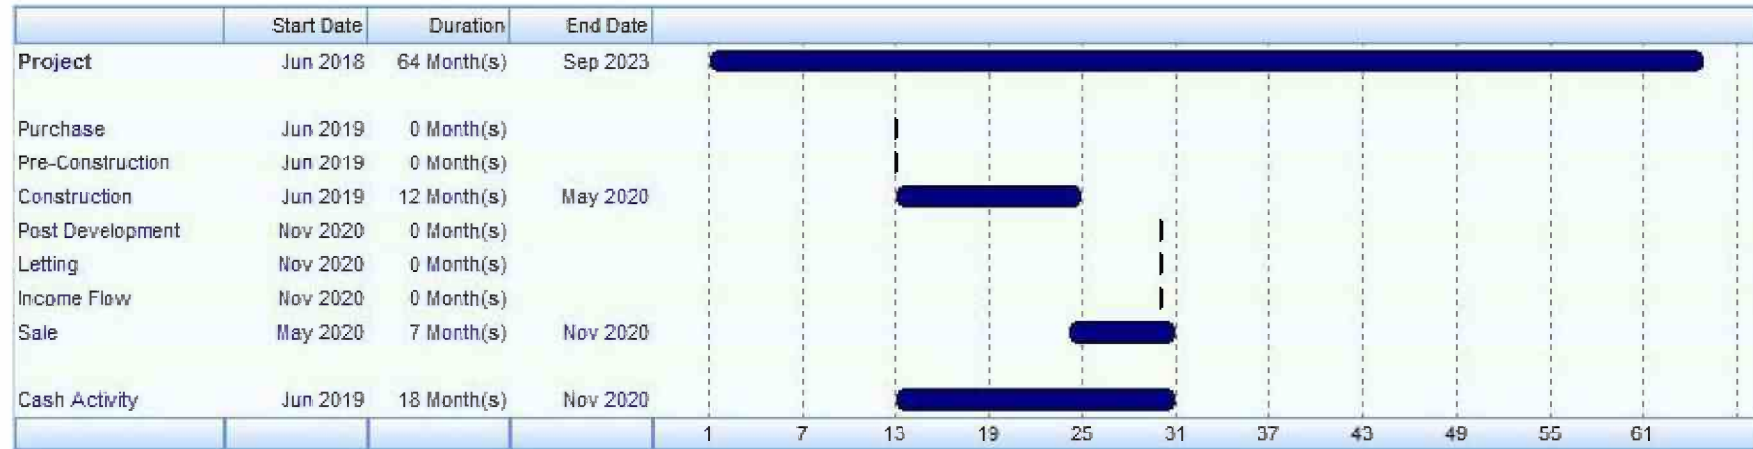 Start Date Duration End Date
Project Jun 2018 64 Month(s) Sep 2023
Purchase Jun 2019 0 Month(s)
Pre-Construction Jun 2019 0 Month(s)
Construction Jun 2019 12 Month(s) May 2020
Post Development Nov 2020 0 Month(s)
Letting Nov 2020 0 Month(s)
Income Flow Nov 2020 0 Month(s)
Sale May 2020 7 Month(s) Nov 2020
Cash Activity Jun 2019 18 Month(s) Nov 2020
1 7 13 19 25 31 37 43 49 55 61